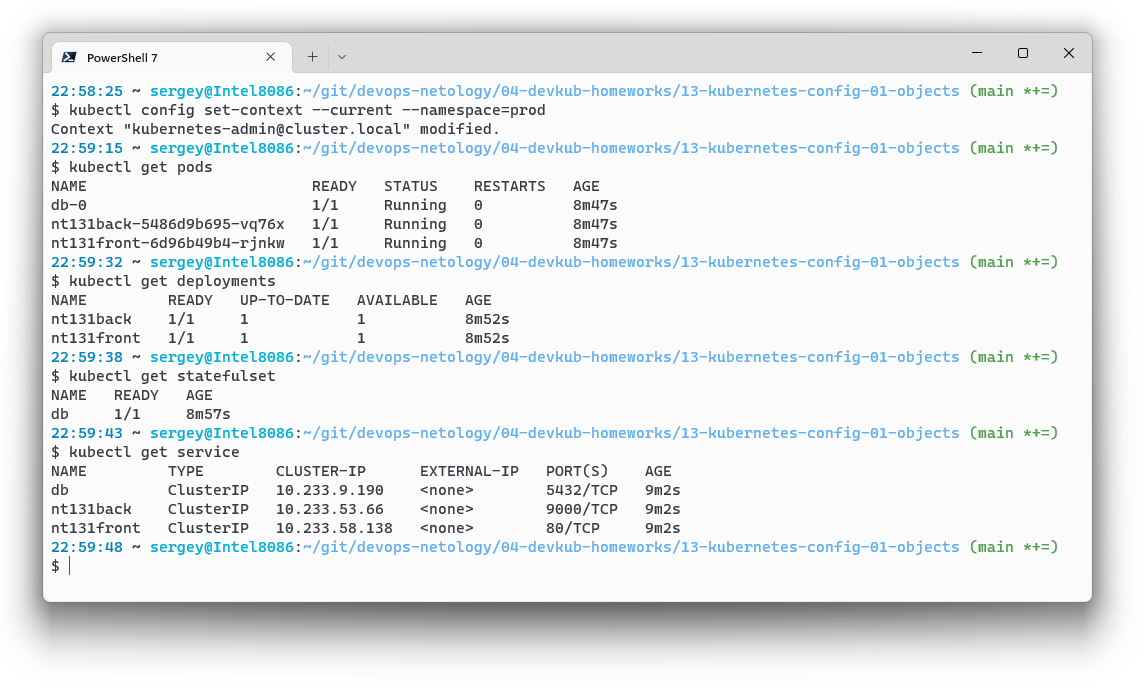 PowerShell 7
22:58:25 ~ sergey@Intel8086:~/git/devops-netology/04-devkub-homeworks/13-kubernetes-config-01-objects (main *+=)
$ kubectl config set-context --current --namespace=prod
Context "kubernetes-admin@cluster.local" modified.
22:59:15 ~ sergey@Intel8086:~/git/devops-netology/04-devkub-homeworks/13-kubernetes-config-01-objects (main *+=)
$ kubectl get pods
NAME                         READY   STATUS    RESTARTS   AGE
db-0                         1/1     Running   0          8m47s
nt131back-5486d9b695-vq76x   1/1     Running   0          8m47s
nt131front-6d96b49b4-rjnkw   1/1     Running   0          8m47s
22:59:32 ~ sergey@Intel8086:~/git/devops-netology/04-devkub-homeworks/13-kubernetes-config-01-objects (main *+=)
$ kubectl get deployments
NAME         READY   UP-TO-DATE   AVAILABLE   AGE
nt131back    1/1     1            1           8m52s
nt131front   1/1     1            1           8m52s
22:59:38 ~ sergey@Intel8086:~/git/devops-netology/04-devkub-homeworks/13-kubernetes-config-01-objects (main *+=)
$ kubectl get statefulset
NAME   READY   AGE
db     1/1     8m57s
22:59:43 ~ sergey@Intel8086:~/git/devops-netology/04-devkub-homeworks/13-kubernetes-config-01-objects (main *+=)
$ kubectl get service
NAME         TYPE        CLUSTER-IP      EXTERNAL-IP   PORT(S)    AGE
db           ClusterIP   10.233.9.190    <none>        5432/TCP   9m2s
nt131back    ClusterIP   10.233.53.66    <none>        9000/TCP   9m2s
nt131front   ClusterIP   10.233.58.138   <none>        80/TCP     9m2s
22:59:48 ~ sergey@Intel8086:~/git/devops-netology/04-devkub-homeworks/13-kubernetes-config-01-objects (main *+=)
$